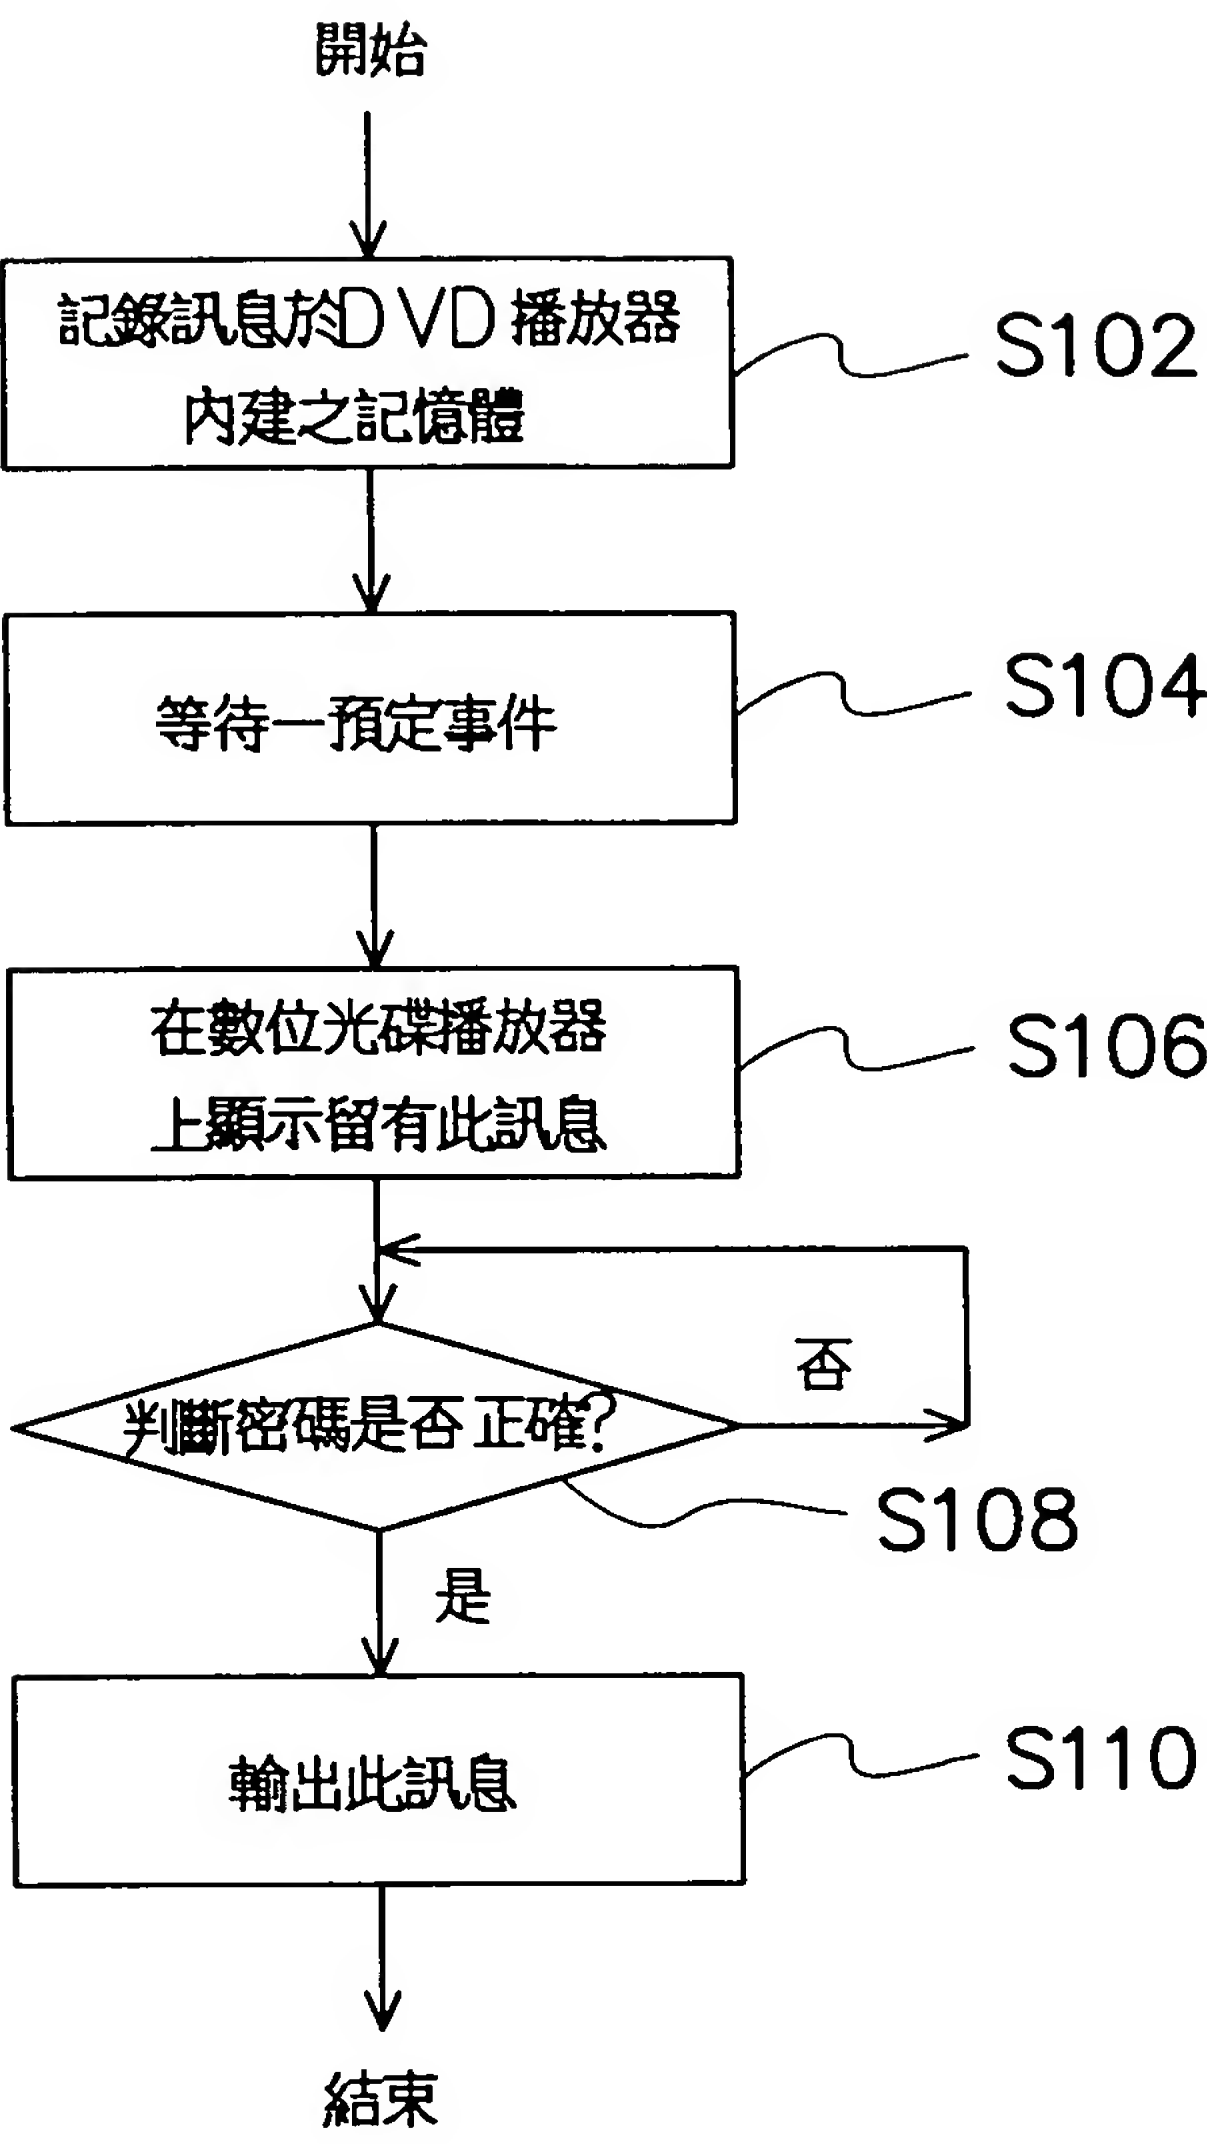 開始
記錄訊息於DVD播放器
內建之記憶體
S102
等待一預定事件
S104
在數位光碟播放器
上顯示留有此訊息
S106
否
判斷密碼是否正確?
S108
是
輸出此訊息
S110
結束